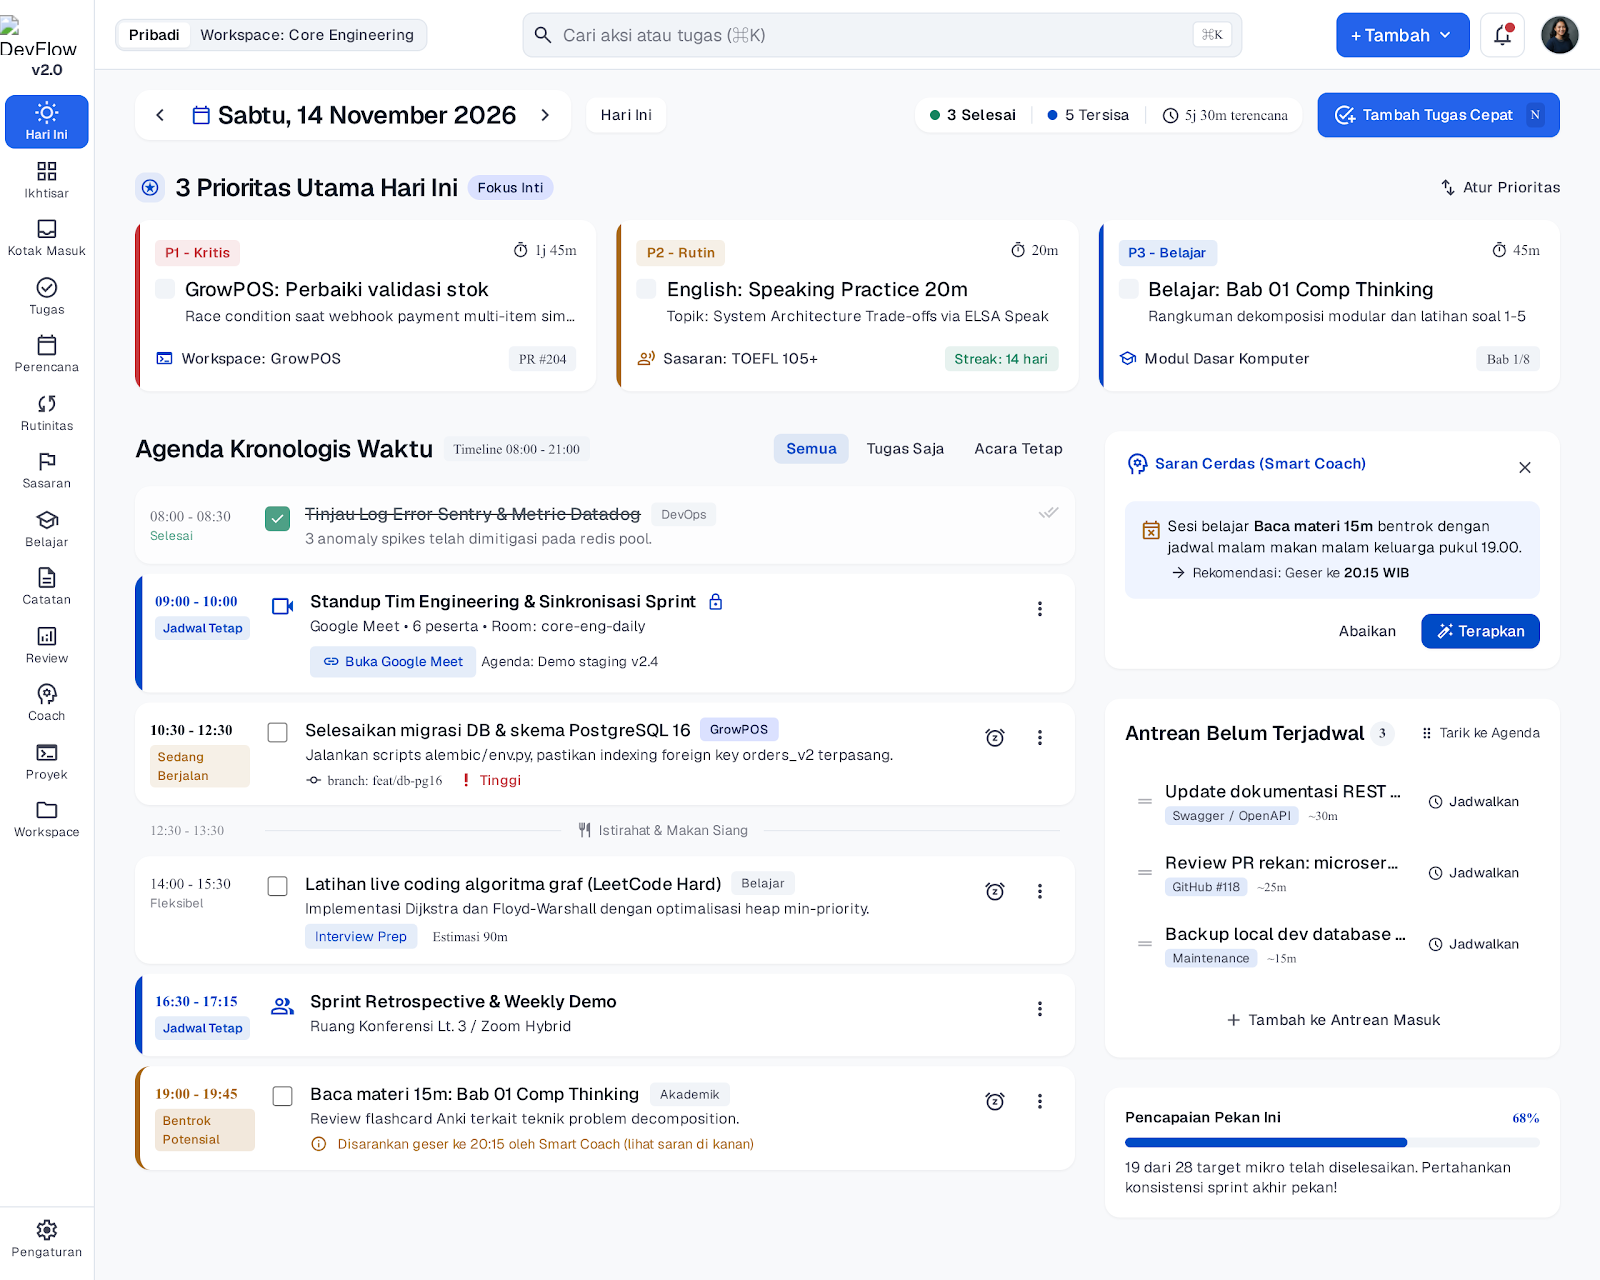 DevFlow
v2.0
Hari Ini
Ikhtisar
Kotak Masuk
Tugas
Perencana
Rutinitas
Sasaran
Belajar
Catatan
Review
Coach
Proyek
Workspace
Pengaturan
Pribadi
Workspace: Core Engineering
Cari aksi atau tugas (⌘K)
⌘K
+ Tambah
Sabtu, 14 November 2026
Hari Ini
3 Selesai
5 Tersisa
5j 30m terencana
Tambah Tugas Cepat N
3 Prioritas Utama Hari Ini
Fokus Inti
Atur Prioritas
P1 - Kritis
1j 45m
GrowPOS: Perbaiki validasi stok
Race condition saat webhook payment multi-item sim...
Workspace: GrowPOS
PR #204
P2 - Rutin
20m
English: Speaking Practice 20m
Topik: System Architecture Trade-offs via ELSA Speak
Sasaran: TOEFL 105+
Streak: 14 hari
P3 - Belajar
45m
Belajar: Bab 01 Comp Thinking
Rangkuman dekomposisi modular dan latihan soal 1-5
Modul Dasar Komputer
Bab 1/8
Agenda Kronologis Waktu
Timeline 08:00 - 21:00
Semua
Tugas Saja
Acara Tetap
08:00 - 08:30
Selesai
Tinjau Log Error Sentry & Metric Datadog
DevOps
3 anomaly spikes telah dimitigasi pada redis pool.
09:00 - 10:00
Jadwal Tetap
Standup Tim Engineering & Sinkronisasi Sprint
Google Meet • 6 peserta • Room: core-eng-daily
Buka Google Meet
Agenda: Demo staging v2.4
10:30 - 12:30
Sedang
Berjalan
Selesaikan migrasi DB & skema PostgreSQL 16
GrowPOS
Jalankan scripts alembic/env.py, pastikan indexing foreign key orders_v2 terpasang.
branch: feat/db-pg16
Tinggi
12:30 - 13:30
Istirahat & Makan Siang
14:00 - 15:30
Fleksibel
Latihan live coding algoritma graf (LeetCode Hard)
Belajar
Implementasi Dijkstra dan Floyd-Warshall dengan optimalisasi heap min-priority.
Interview Prep
Estimasi 90m
16:30 - 17:15
Jadwal Tetap
Sprint Retrospective & Weekly Demo
Ruang Konferensi Lt. 3 / Zoom Hybrid
19:00 - 19:45
Bentrok
Potensial
Baca materi 15m: Bab 01 Comp Thinking
Akademik
Review flashcard Anki terkait teknik problem decomposition.
Disarankan geser ke 20:15 oleh Smart Coach (lihat saran di kanan)
Saran Cerdas (Smart Coach)
Sesi belajar Baca materi 15m bentrok dengan
jadwal malam makan malam keluarga pukul 19.00.
Rekomendasi: Geser ke 20.15 WIB
Abaikan
Terapkan
Antrean Belum Terjadwal
3
Tarik ke Agenda
Update dokumentasi REST ...
Swagger / OpenAPI
~30m
Jadwalkan
Review PR rekan: microser...
GitHub #118
~25m
Jadwalkan
Backup local dev database ...
Maintenance
~15m
Jadwalkan
+ Tambah ke Antrean Masuk
Pencapaian Pekan Ini
68%
19 dari 28 target mikro telah diselesaikan. Pertahankan
konsistensi sprint akhir pekan!